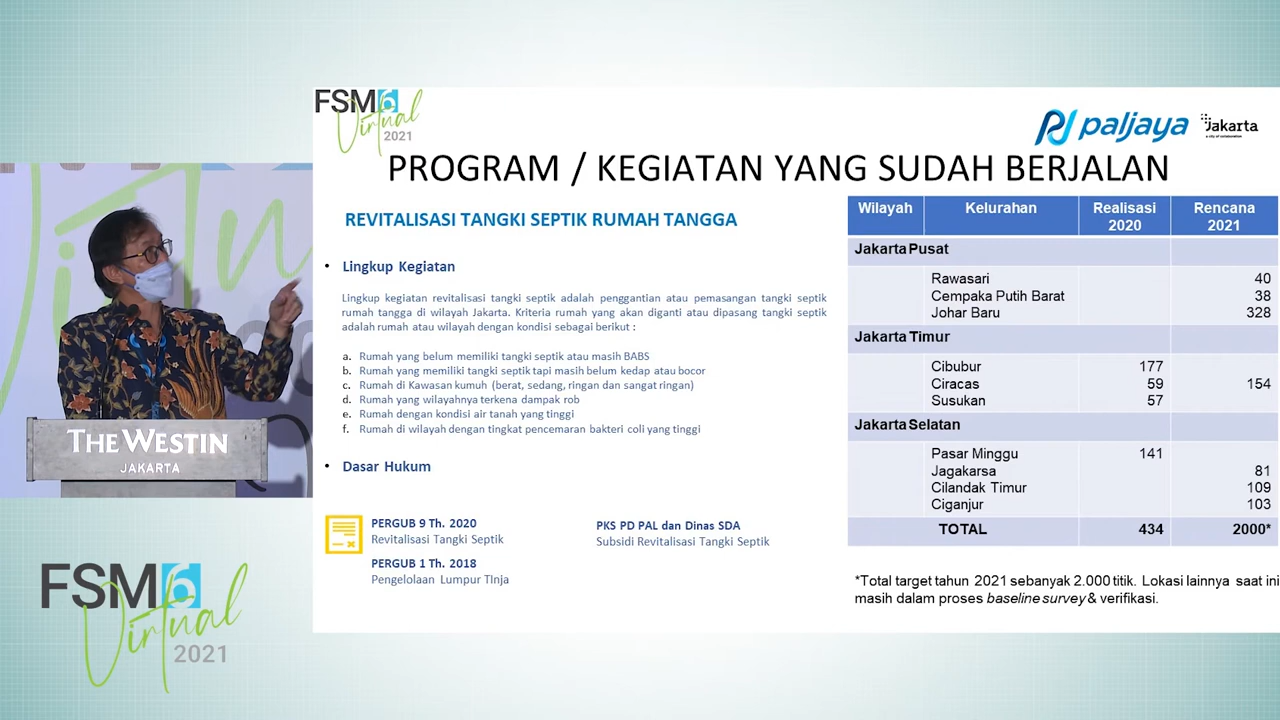 FSM6
Virtual
2021
paljaya
Jakarta
a city of collaboration
PROGRAM / KEGIATAN YANG SUDAH BERJALAN
REVITALISASI TANGKI SEPTIK RUMAH TANGGA
• Lingkup Kegiatan
Lingkup kegiatan revitalisasi tangki septik adalah penggantian atau pemasangan tangki septik
rumah tangga di wilayah Jakarta. Kriteria rumah yang akan diganti atau dipasang tangki septik
adalah rumah atau wilayah dengan kondisi sebagai berikut :
a. Rumah yang belum memiliki tangki septik atau masih BABS
b. Rumah yang memiliki tangki septik tapi masih belum kedap atau bocor
c. Rumah di Kawasan kumuh (berat, sedang, ringan dan sangat ringan)
d. Rumah yang wilayahnya terkena dampak rob
e. Rumah dengan kondisi air tanah yang tinggi
f. Rumah di wilayah dengan tingkat pencemaran bakteri coli yang tinggi
• Dasar Hukum
PERGUB 9 Th. 2020
Revitalisasi Tangki Septik
PERGUB 1 Th. 2018
Pengelolaan Lumpur TInja
PKS PD PAL dan Dinas SDA
Subsidi Revitalisasi Tangki Septik
Wilayah Kelurahan Realisasi 2020 Rencana 2021
Jakarta Pusat
Rawasari 40
Cempaka Putih Barat 38
Johar Baru 328
Jakarta Timur
Cibubur 177
Ciracas 59 154
Susukan 57
Jakarta Selatan
Pasar Minggu 141
Jagakarsa 81
Cilandak Timur 109
Ciganjur 103
TOTAL 434 2000*
*Total target tahun 2021 sebanyak 2.000 titik. Lokasi lainnya saat ini
masih dalam proses baseline survey & verifikasi.
THE WESTIN
JAKARTA
FSM6
Virtual
2021